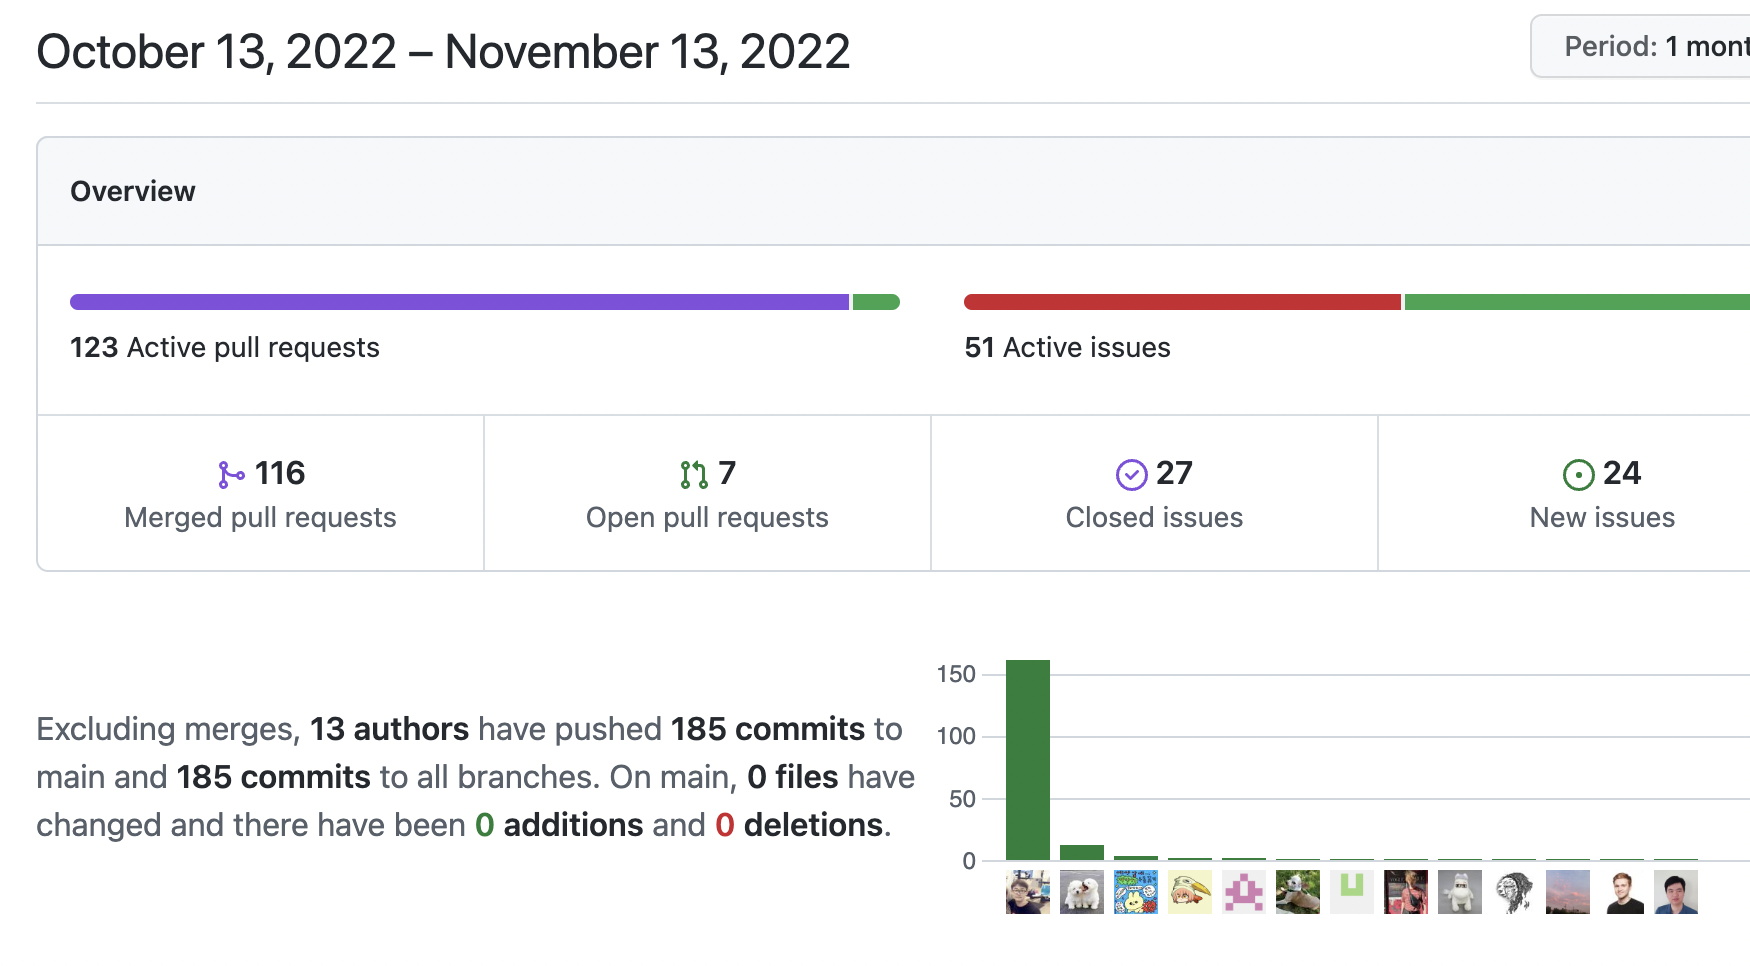 October 13, 2022 – November 13, 2022
Period: 1 mont
Overview
123 Active pull requests
51 Active issues
116
Merged pull requests
7
Open pull requests
27
Closed issues
24
New issues
Excluding merges, 13 authors have pushed 185 commits to
main and 185 commits to all branches. On main, 0 files have
changed and there have been 0 additions and 0 deletions.
150
100
50
0